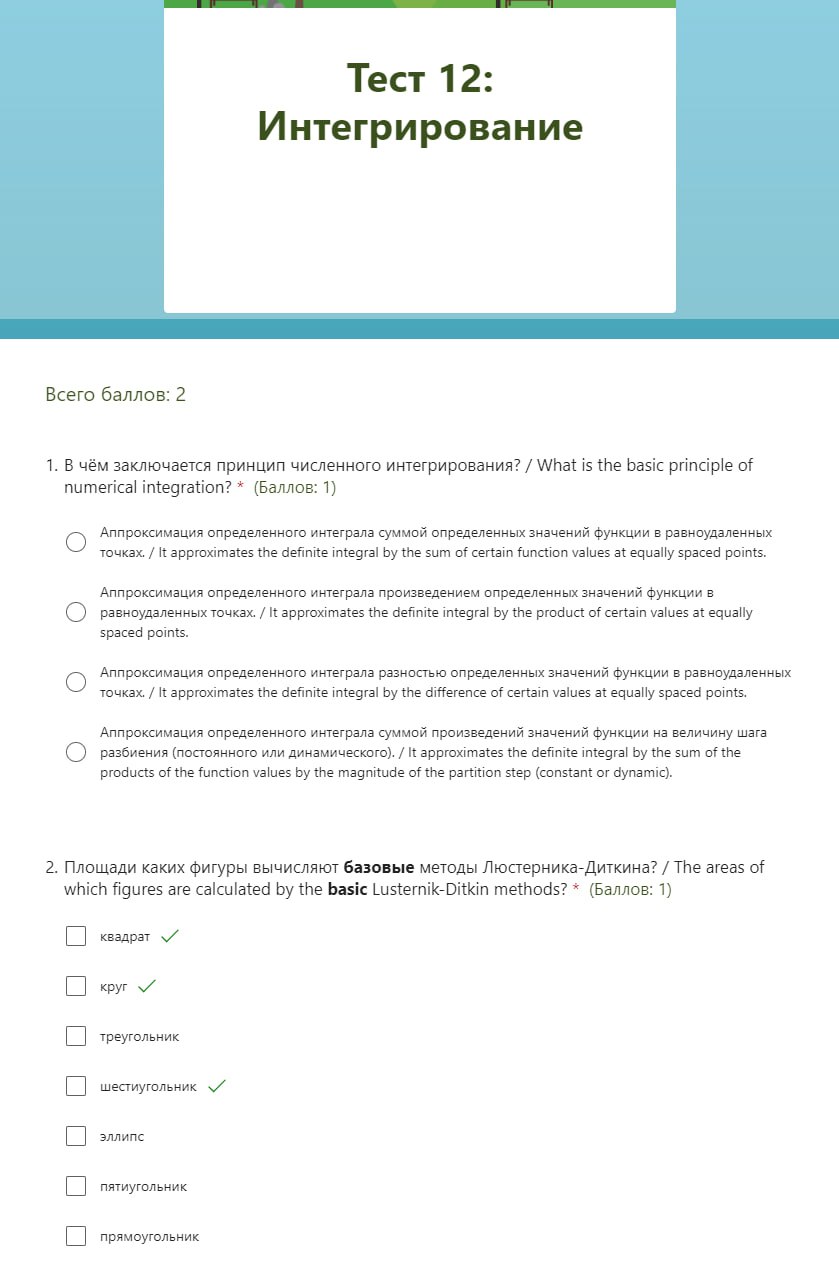 Тест 12:
Интегрирование
Всего баллов: 2
1. В чём заключается принцип численного интегрирования? / What is the basic principle of
numerical integration? * (Баллов: 1)
Аппроксимация определенного интеграла суммой определенных значений функции в равноудаленных
точках. / It approximates the definite integral by the sum of certain function values at equally spaced points.
Аппроксимация определенного интеграла произведением определенных значений функции в
равноудаленных точках. / It approximates the definite integral by the product of certain values at equally
spaced points.
Аппроксимация определенного интеграла разностью определенных значений функции в равноудаленных
точках. / It approximates the definite integral by the difference of certain values at equally spaced points.
Аппроксимация определенного интеграла суммой произведений значений функции на величину шага
разбиения (постоянного или динамического). / It approximates the definite integral by the sum of the
products of the function values by the magnitude of the partition step (constant or dynamic).
2. Площади каких фигуры вычисляют базовые методы Люстерника-Диткина? / The areas of
which figures are calculated by the basic Lusternik-Ditkin methods? * (Баллов: 1)
квадрат
круг
треугольник
шестиугольник
эллипс
пятиугольник
прямоугольник